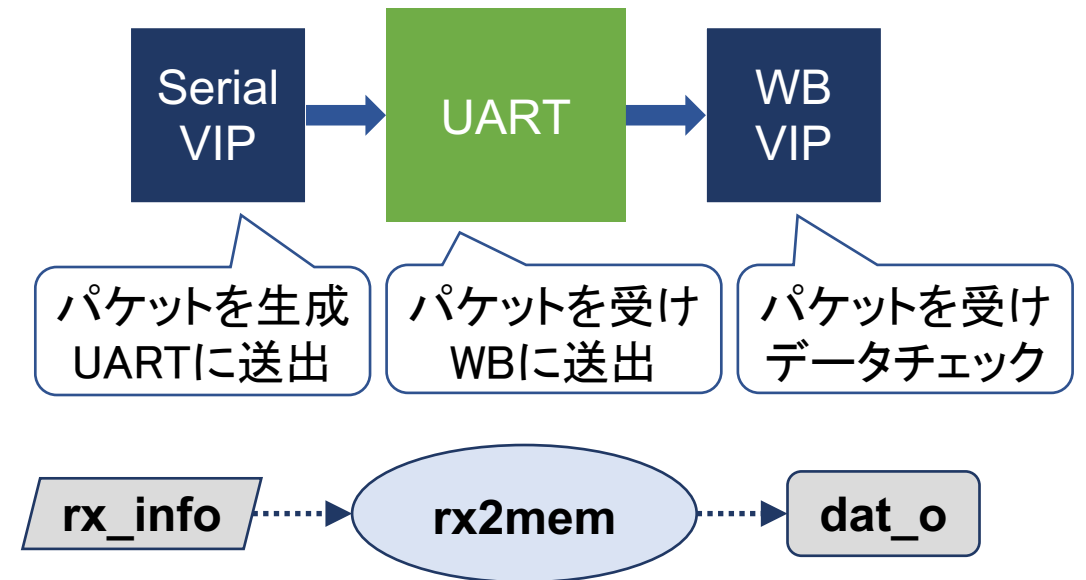 Serial
VIP
UART
WB
VIP
パケットを生成
UARTに送出
パケットを受け
WBに送出
パケットを受け
データチェック
rx_info
rx2mem
dat_o